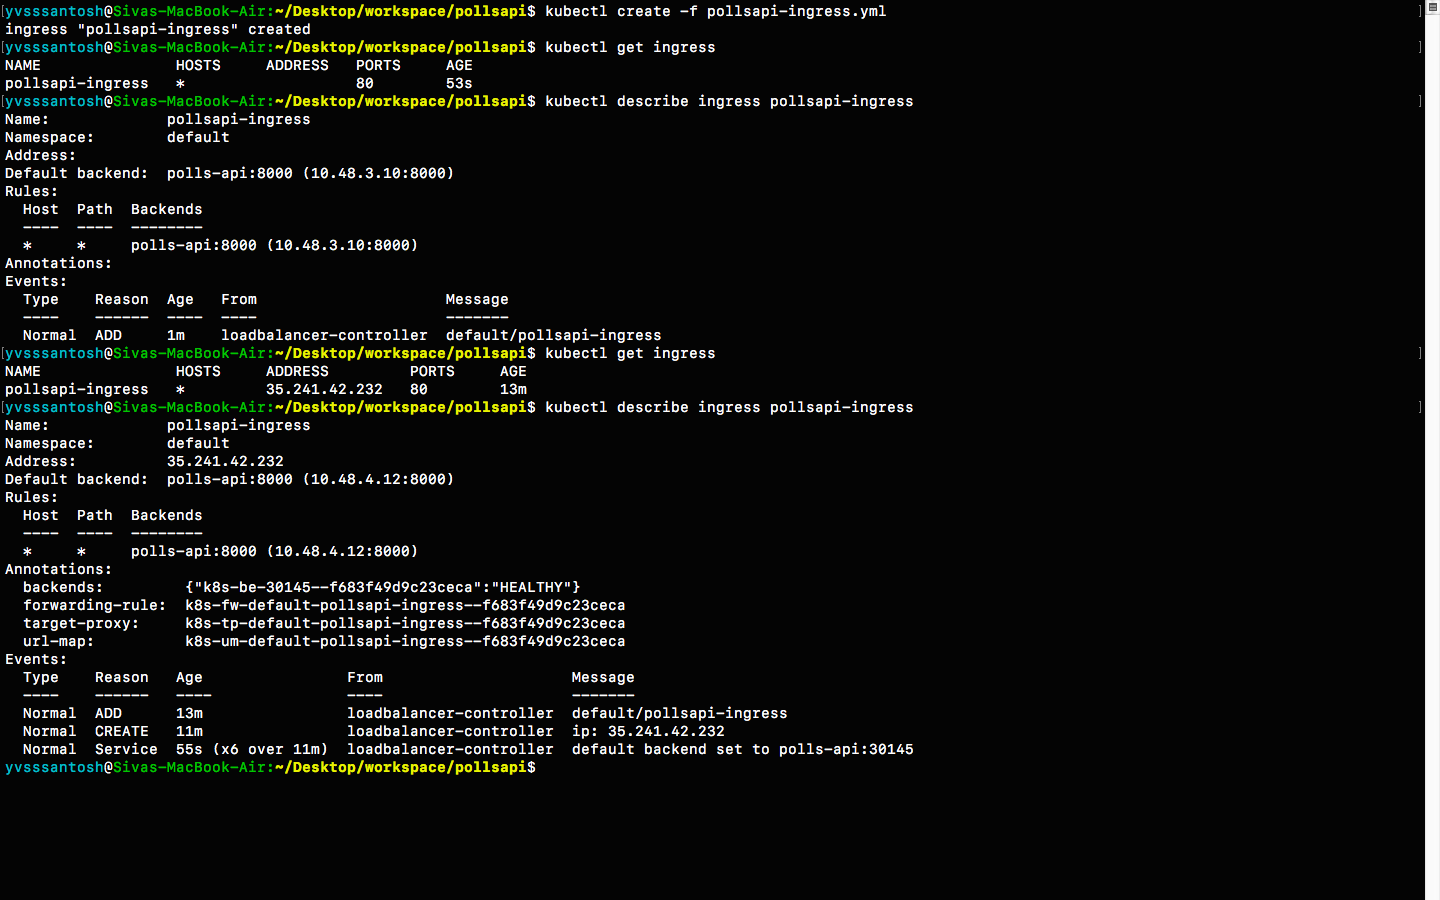 [yvsssantosh@Sivas-MacBook-Air:~/Desktop/workspace/pollsapi$ kubectl create -f pollsapi-ingress.yml ]
ingress "pollsapi-ingress" created
[yvsssantosh@Sivas-MacBook-Air:~/Desktop/workspace/pollsapi$ kubectl get ingress ]
NAME               HOSTS     ADDRESS   PORTS     AGE
pollsapi-ingress   *                   80        53s
[yvsssantosh@Sivas-MacBook-Air:~/Desktop/workspace/pollsapi$ kubectl describe ingress pollsapi-ingress ]
Name:             pollsapi-ingress
Namespace:        default
Address:
Default backend:  polls-api:8000 (10.48.3.10:8000)
Rules:
  Host  Path  Backends
  ----  ----  --------
  *     *     polls-api:8000 (10.48.3.10:8000)
Annotations:
Events:
  Type    Reason  Age   From                     Message
  ----    ------  ----  ----                     -------
  Normal  ADD     1m    loadbalancer-controller  default/pollsapi-ingress
[yvsssantosh@Sivas-MacBook-Air:~/Desktop/workspace/pollsapi$ kubectl get ingress ]
NAME               HOSTS     ADDRESS         PORTS     AGE
pollsapi-ingress   *         35.241.42.232   80        13m
[yvsssantosh@Sivas-MacBook-Air:~/Desktop/workspace/pollsapi$ kubectl describe ingress pollsapi-ingress ]
Name:             pollsapi-ingress
Namespace:        default
Address:          35.241.42.232
Default backend:  polls-api:8000 (10.48.4.12:8000)
Rules:
  Host  Path  Backends
  ----  ----  --------
  *     *     polls-api:8000 (10.48.4.12:8000)
Annotations:
  backends:         {"k8s-be-30145--f683f49d9c23ceca":"HEALTHY"}
  forwarding-rule:  k8s-fw-default-pollsapi-ingress--f683f49d9c23ceca
  target-proxy:     k8s-tp-default-pollsapi-ingress--f683f49d9c23ceca
  url-map:          k8s-um-default-pollsapi-ingress--f683f49d9c23ceca
Events:
  Type    Reason   Age                From                     Message
  ----    ------   ----               ----                     -------
  Normal  ADD      13m                loadbalancer-controller  default/pollsapi-ingress
  Normal  CREATE   11m                loadbalancer-controller  ip: 35.241.42.232
  Normal  Service  55s (x6 over 11m)  loadbalancer-controller  default backend set to polls-api:30145
yvsssantosh@Sivas-MacBook-Air:~/Desktop/workspace/pollsapi$